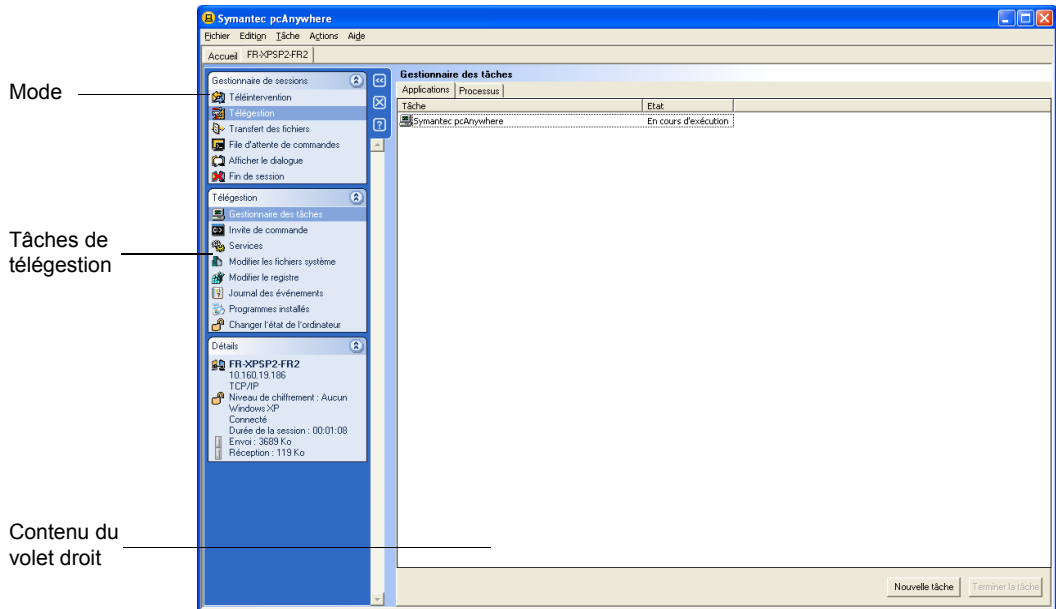 Symantec pcAnywhere
Fichier Edition Tâche Actions Aide
Accueil FR-XPSP2-FR2
Mode
Gestionnaire de sessions
Téléintervention
Télégestion
Transfert des fichiers
File d'attente de commandes
Afficher le dialogue
Fin de session
Tâches de
télégestion
Télégestion
Gestionnaire des tâches
Invite de commande
Services
Modifier les fichiers système
Modifier le registre
Journal des événements
Programmes installés
Changer l'état de l'ordinateur
Détails
FR-XPSP2-FR2
10.160.19.186
TCP/IP
Niveau de chiffrement : Aucun
Windows XP
Connecté
Durée de la session : 00:01:08
Envoi : 3689 Ko
Réception : 119 Ko
Gestionnaire des tâches
Applications Processus
Tâche Etat
Symantec pcAnywhere En cours d'exécution
Contenu du
volet droit
Nouvelle tâche Terminer la tâche